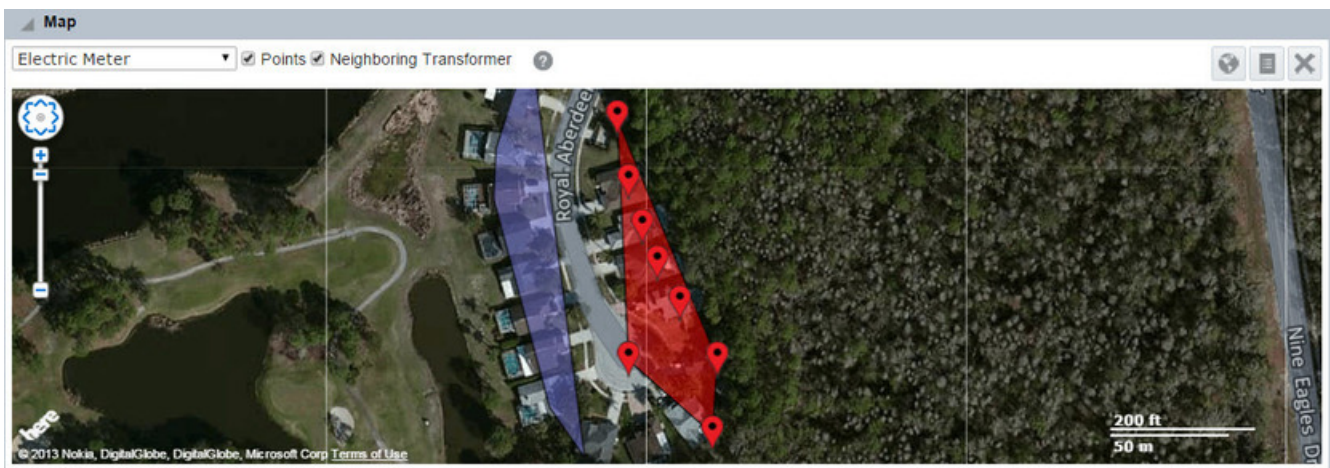 Map
Electric Meter
Points
Neighboring Transformer
?
Royal Aberdeen
Nine Eagles Dr
200 ft
50 m
here
© 2013 Nokia, DigitalGlobe, DigitalGlobe, Microsoft Corp Terms of Use